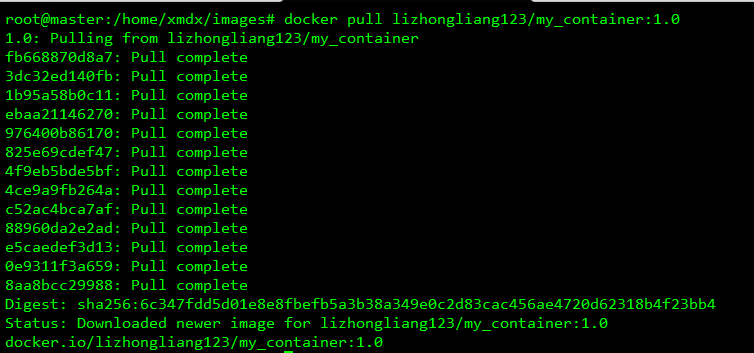 root@master:/home/xmdx/images# docker pull lizhongliang123/my_container:1.0
1.0: Pulling from lizhongliang123/my_container
fb668870d8a7: Pull complete
3dc32ed140fb: Pull complete
1b95a58b0c11: Pull complete
ebaa21146270: Pull complete
976400b86170: Pull complete
825e69cdef47: Pull complete
4f9eb5bde5bf: Pull complete
4ce9a9fb264a: Pull complete
c52ac4bca7af: Pull complete
88960da2e2ad: Pull complete
e5caedef3d13: Pull complete
0e9311f3a659: Pull complete
8aa8bcc29988: Pull complete
Digest: sha256:6c347fdd5d01e8e8fbefb5a3b38a349e0c2d83cac456ae4720d62318b4f23bb4
Status: Downloaded newer image for lizhongliang123/my_container:1.0
docker.io/lizhongliang123/my_container:1.0